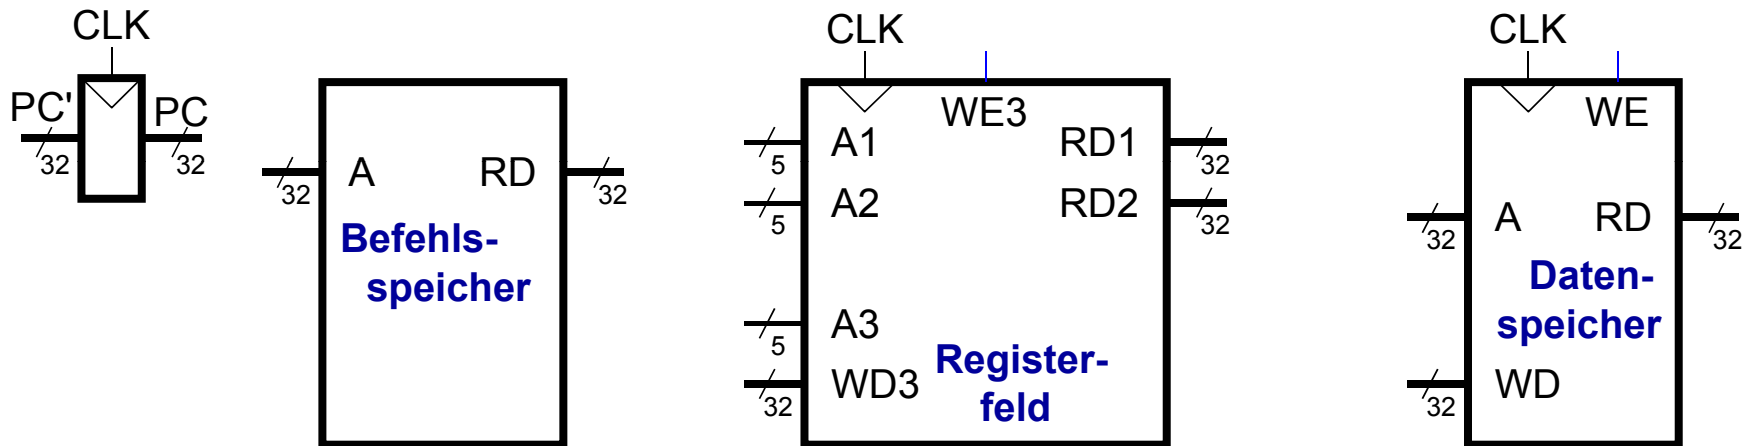 CLK
PC'
PC
32
32
A
RD
32
32
Befehls-
speicher
CLK
WE3
A1
RD1
5
32
A2
RD2
5
32
A3
5
WD3
32
Register-
feld
CLK
WE
A
RD
32
32
Daten-
speicher
WD
32